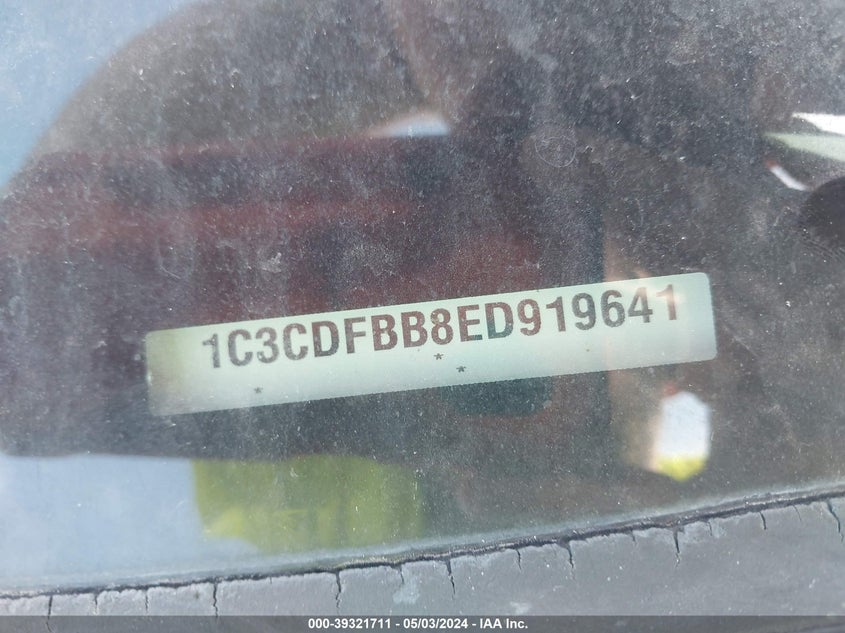 1C3CDFBB8ED919641
* * *
000-39321711 - 05/03/2024 - IAA Inc.